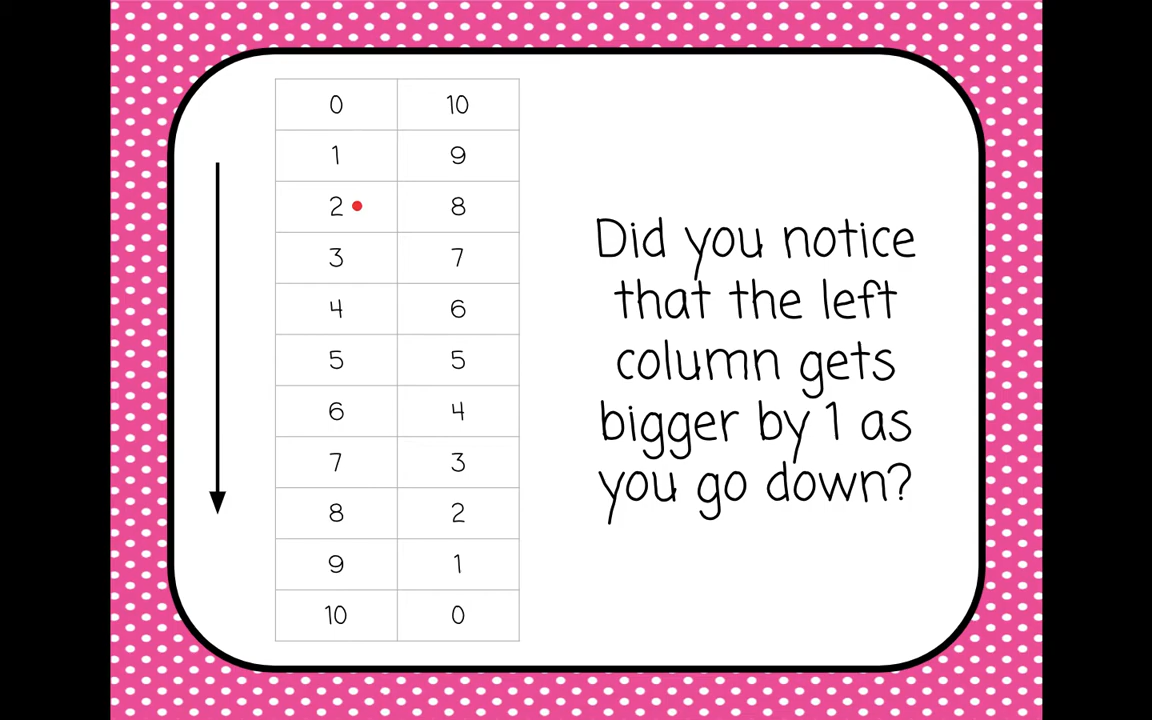 0 10
1 9
2 8
3 7
4 6
5 5
6 4
7 3
8 2
9 1
10 0
Did you notice
that the left
column gets
bigger by 1 as
you go down?